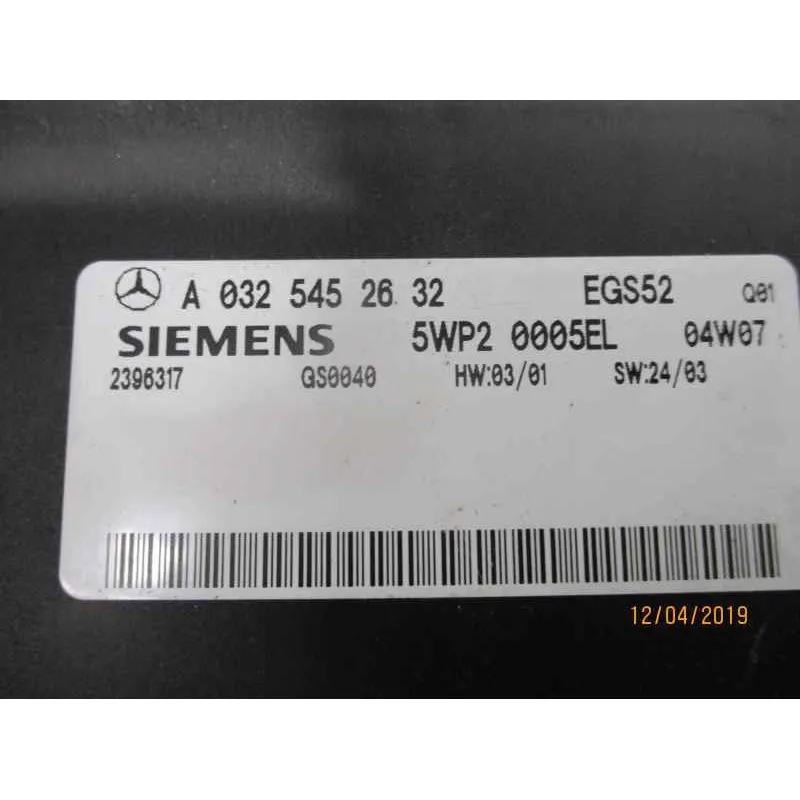 A 032 545 26 32 EGS52 Q01
SIEMENS 5WP2 0005EL 04W07
2396317 GS0040 HW:03/01 SW:24/03
12/04/2019